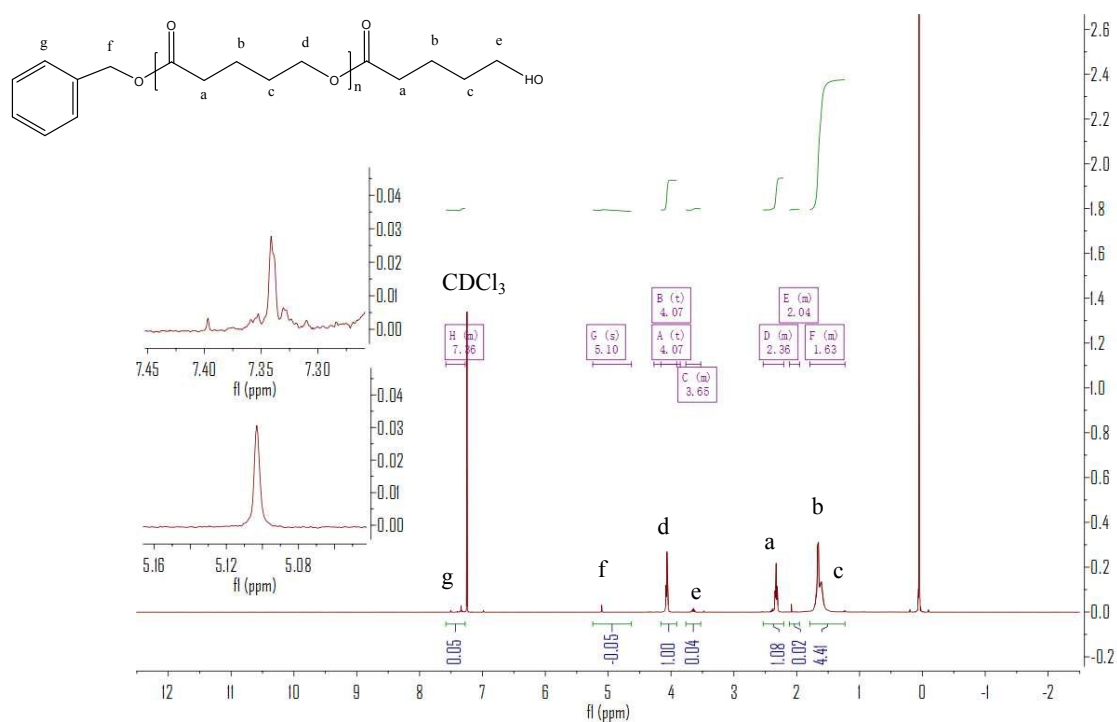 O
O
g
f
b
d
b
e
O
O
n
HO
a
c
a
c
2.6
2.4
2.2
2.0
1.8
1.6
1.4
1.2
1.0
0.8
0.6
0.4
0.2
0.0
-0.2
0.04
0.03
0.02
0.01
0.00
7.45 7.40 7.35 7.30
f1 (ppm)
0.04
0.03
0.02
0.01
0.00
5.16 5.12 5.08
f1 (ppm)
CDCl3
H (m)
7.36
G (s)
5.10
B (t)
4.07
A (t)
4.07
C (m)
3.65
E (m)
2.04
D (m)
2.36
F (m)
1.63
g
f
d
e
a
b
c
0.05
-0.05
1.00
0.04
1.08
0.02
4.41
12 11 10 9 8 7 6 5 4 3 2 1 0 -1 -2
f1 (ppm)